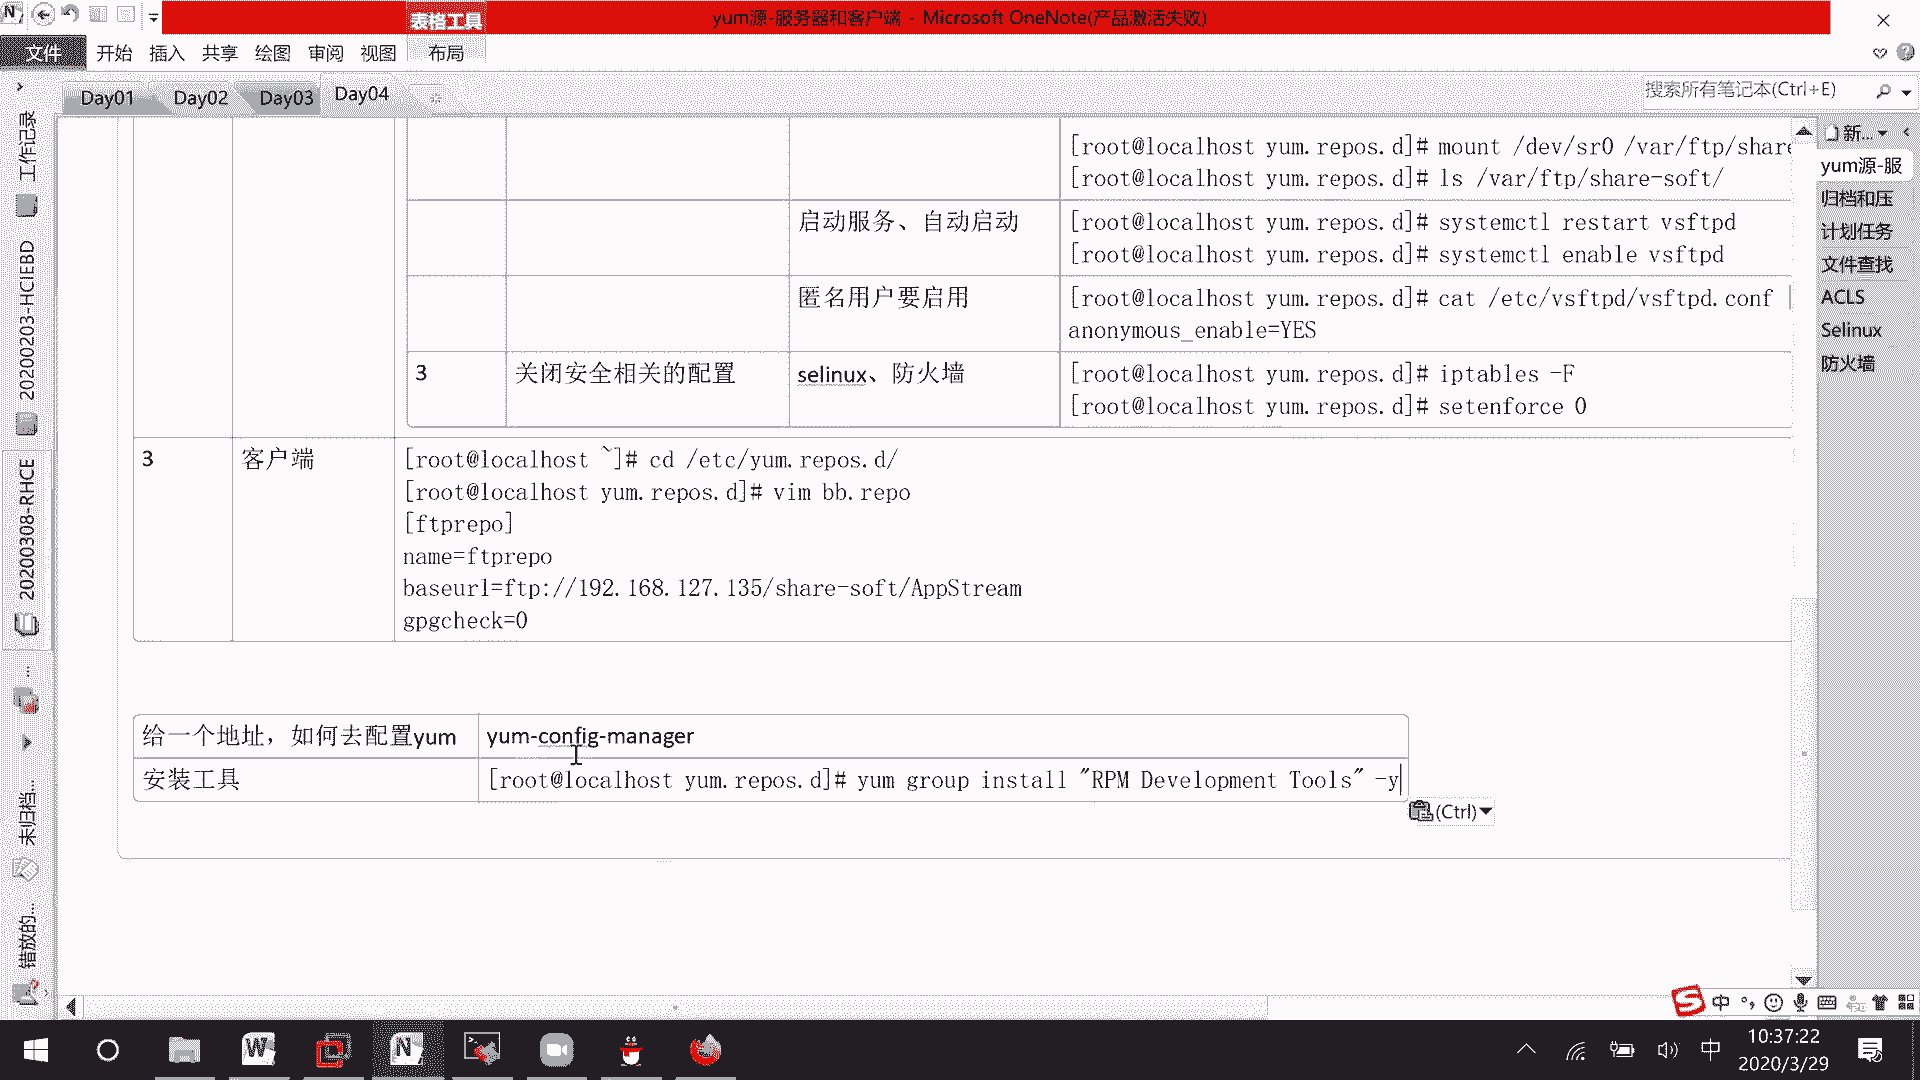 表格工具
yum源-服务器和客户端 - Microsoft OneNote(产品激活失败)
文件 开始 插入 共享 绘图 审阅 视图 布局
Day01 Day02 Day03 Day04
搜索所有笔记本(Ctrl+E)
工作记录
20200203-HCIEBD
20200308-RHCE
...
未归档...
错放的...
[root@localhost yum.repos.d]# mount /dev/sr0 /var/ftp/share
[root@localhost yum.repos.d]# ls /var/ftp/share-soft/
启动服务、自动启动
[root@localhost yum.repos.d]# systemctl restart vsftpd
[root@localhost yum.repos.d]# systemctl enable vsftpd
匿名用户要启用
[root@localhost yum.repos.d]# cat /etc/vsftpd/vsftpd.conf |
anonymous_enable=YES
3 关闭安全相关的配置 selinux、防火墙
[root@localhost yum.repos.d]# iptables -F
[root@localhost yum.repos.d]# setenforce 0
3 客户端
[root@localhost ~]# cd /etc/yum.repos.d/
[root@localhost yum.repos.d]# vim bb.repo
[ftprepo]
name=ftprepo
baseurl=ftp://192.168.127.135/share-soft/AppStream
gpgcheck=0
给一个地址，如何去配置yum yum-config-manager
安装工具 [root@localhost yum.repos.d]# yum group install "RPM Development Tools" -y
(Ctrl)
新...
yum源-服
归档和压
计划任务
文件查找
ACLS
Selinux
防火墙
中
中
10:37:22
2020/3/29